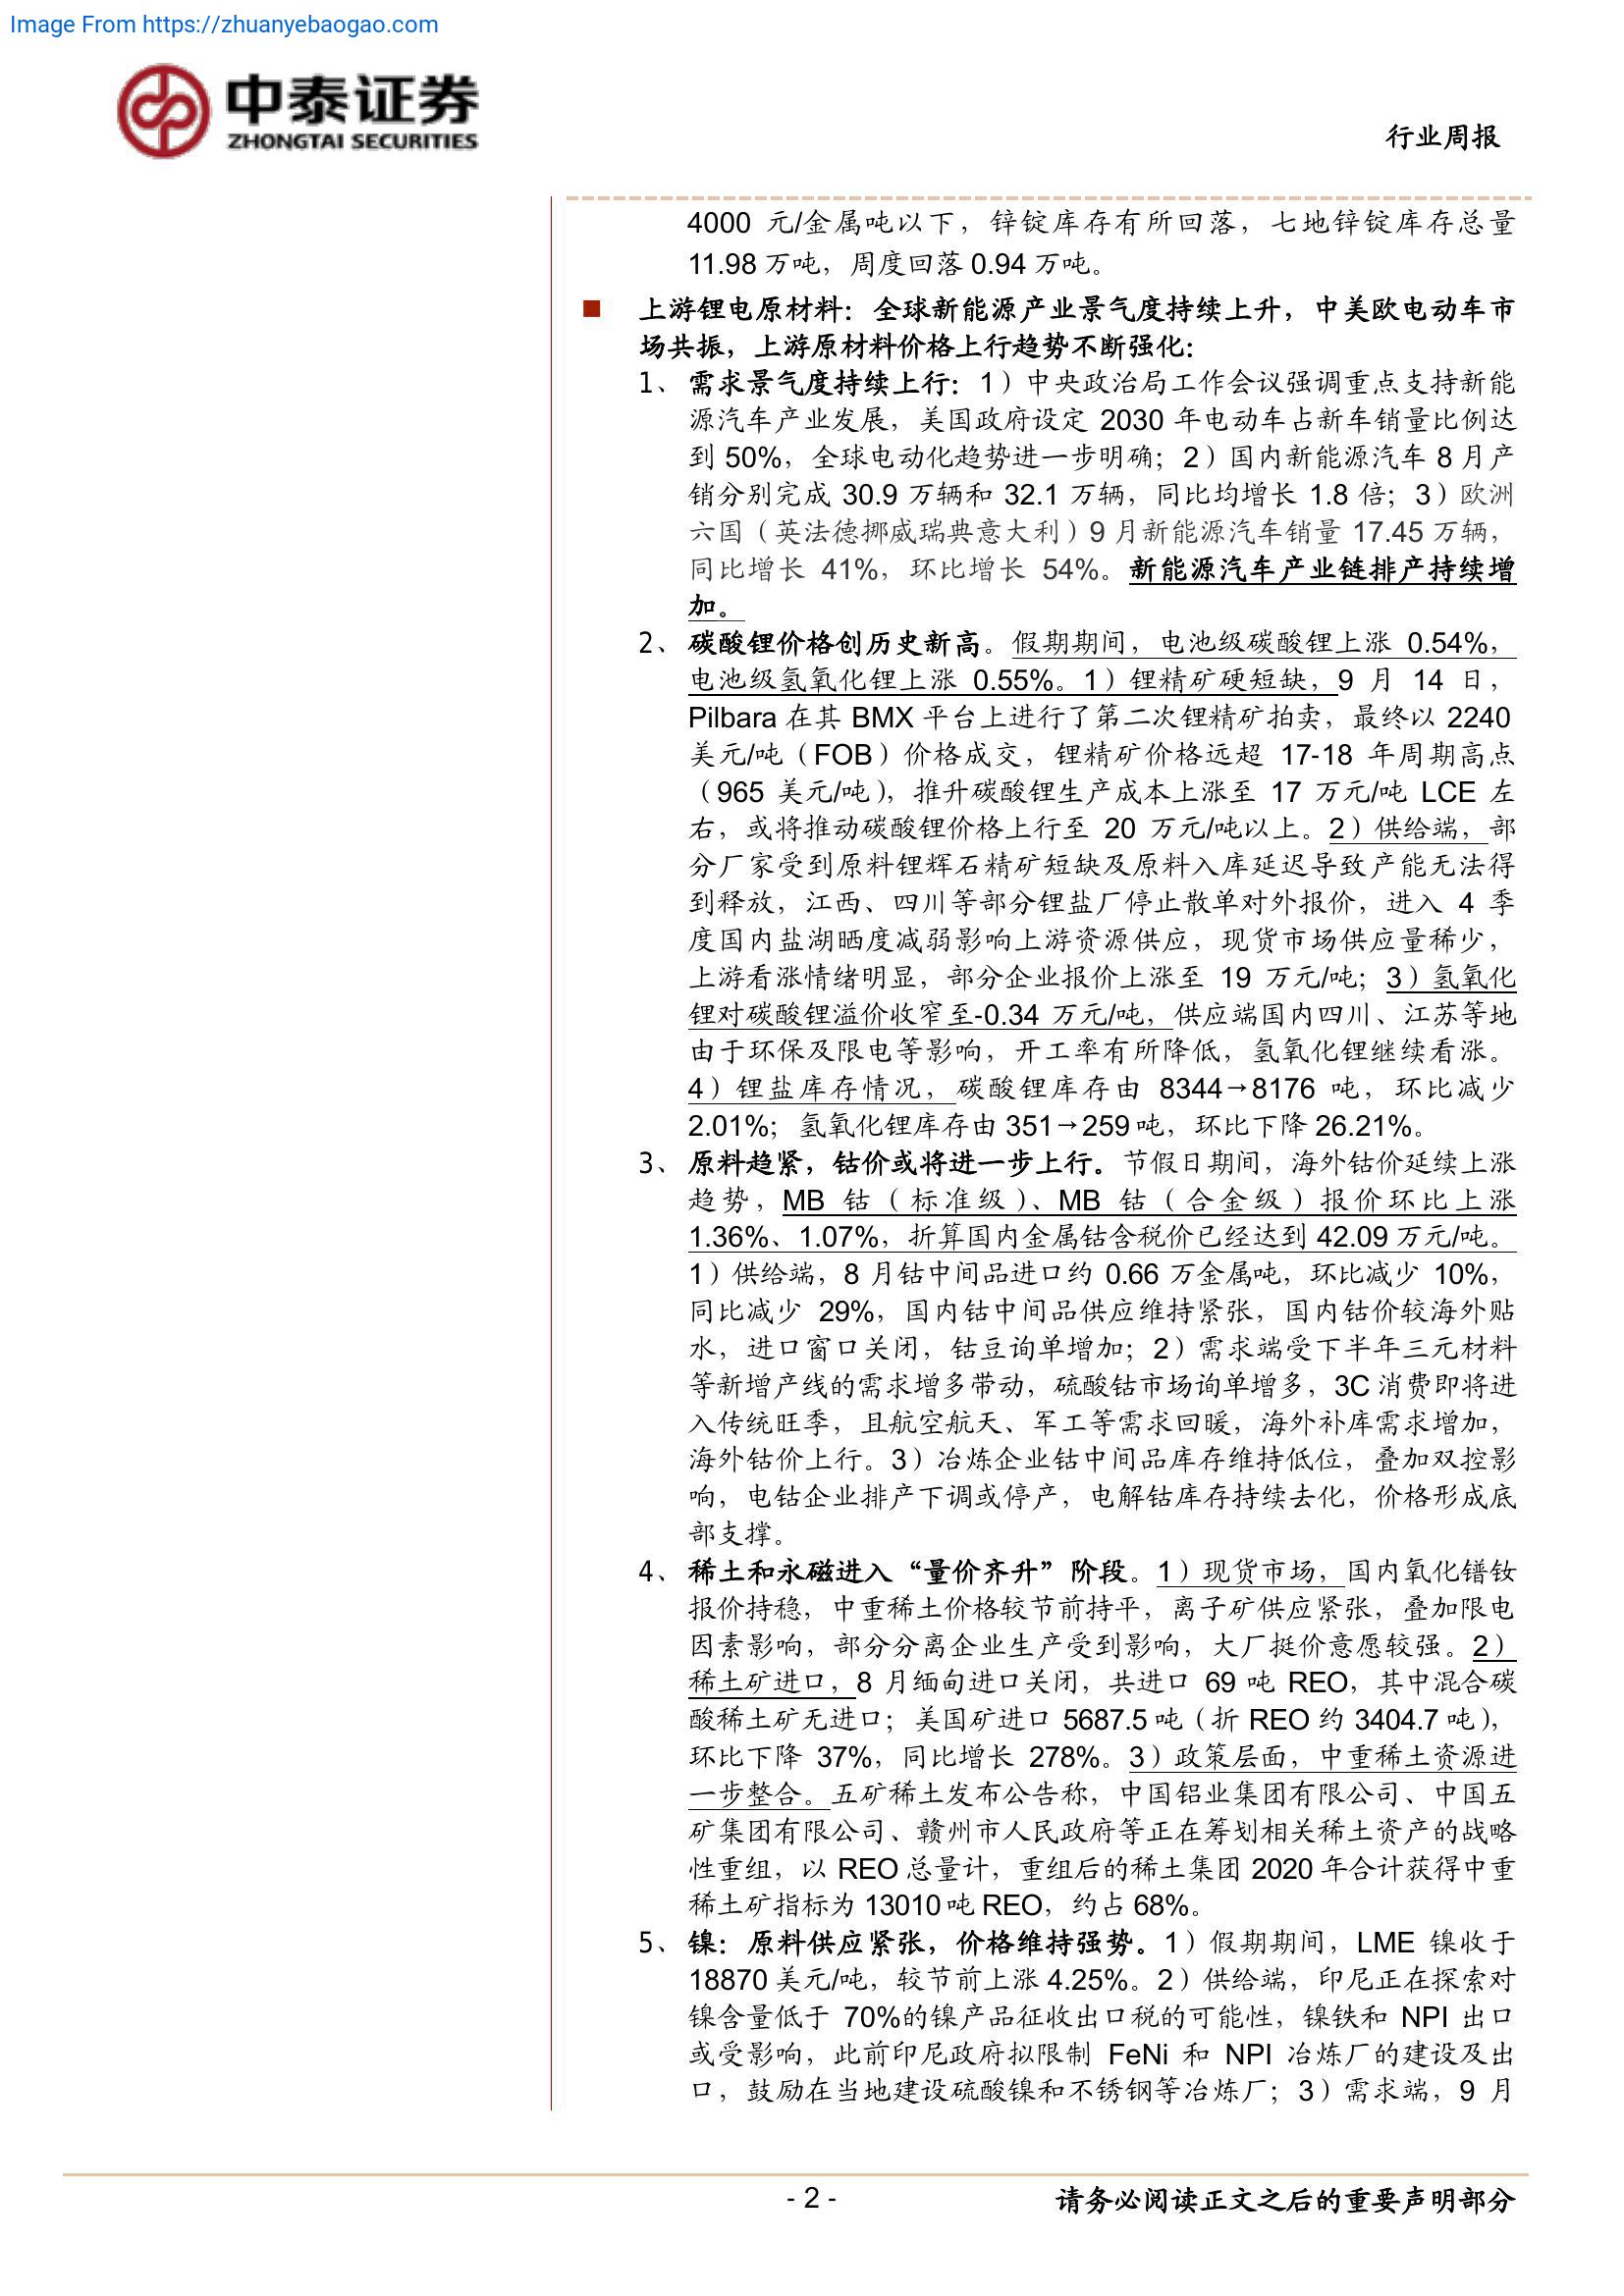 Image From https://zhuanyebaogao.com
中泰证券
ZHONGTAI SECURITIES
行业周报
4000 元/金属吨以下，锌锭库存有所回落，七地锌锭库存总量
11.98 万吨，周度回落 0.94 万吨。
■ 上游锂电原材料：全球新能源产业景气度持续上升，中美欧电动车市
场共振，上游原材料价格上行趋势不断强化：
1、 需求景气度持续上行：1）中央政治局工作会议强调重点支持新能
源汽车产业发展，美国政府设定 2030 年电动车占新车销量比例达
到 50%，全球电动化趋势进一步明确；2）国内新能源汽车 8 月产
销分别完成 30.9 万辆和 32.1 万辆，同比均增长 1.8 倍；3）欧洲
六国（英法德挪威瑞典意大利）9 月新能源汽车销量 17.45 万辆，
同比增长 41%，环比增长 54%。新能源汽车产业链排产持续增
加。
2、 碳酸锂价格创历史新高。假期期间，电池级碳酸锂上涨 0.54%，
电池级氢氧化锂上涨 0.55%。1）锂精矿硬短缺，9 月 14 日，
Pilbara 在其 BMX 平台上进行了第二次锂精矿拍卖，最终以 2240
美元/吨（FOB）价格成交，锂精矿价格远超 17-18 年周期高点
（965 美元/吨），推升碳酸锂生产成本上涨至 17 万元/吨 LCE 左
右，或将推动碳酸锂价格上行至 20 万元/吨以上。2）供给端，部
分厂家受到原料锂辉石精矿短缺及原料入库延迟导致产能无法得
到释放，江西、四川等部分锂盐厂停止散单对外报价，进入 4 季
度国内盐湖晒度减弱影响上游资源供应，现货市场供应量稀少，
上游看涨情绪明显，部分企业报价上涨至 19 万元/吨；3）氢氧化
锂对碳酸锂溢价收窄至-0.34 万元/吨，供应端国内四川、江苏等地
由于环保及限电等影响，开工率有所降低，氢氧化锂继续看涨。
4）锂盐库存情况，碳酸锂库存由 8344→8176 吨，环比减少
2.01%；氢氧化锂库存由 351→259 吨，环比下降 26.21%。
3、 原料趋紧，钴价或将进一步上行。节假日期间，海外钴价延续上涨
趋势，MB 钴（标准级）、MB 钴（合金级）报价环比上涨
1.36%、1.07%，折算国内金属钴含税价已经达到 42.09 万元/吨。
1）供给端，8 月钴中间品进口约 0.66 万金属吨，环比减少 10%，
同比减少 29%，国内钴中间品供应维持紧张，国内钴价较海外贴
水，进口窗口关闭，钴豆询单增加；2）需求端受下半年三元材料
等新增产线的需求增多带动，硫酸钴市场询单增多，3C 消费即将进
入传统旺季，且航空航天、军工等需求回暖，海外补库需求增加，
海外钴价上行。3）冶炼企业钴中间品库存维持低位，叠加双控影
响，电钴企业排产下调或停产，电解钴库存持续去化，价格形成底
部支撑。
4、 稀土和永磁进入“量价齐升”阶段。1）现货市场，国内氧化镨钕
报价持稳，中重稀土价格较节前持平，离子矿供应紧张，叠加限电
因素影响，部分分离企业生产受到影响，大厂挺价意愿较强。2）
稀土矿进口，8 月缅甸进口关闭，共进口 69 吨 REO，其中混合碳
酸稀土矿无进口；美国矿进口 5687.5 吨（折 REO 约 3404.7 吨），
环比下降 37%，同比增长 278%。3）政策层面，中重稀土资源进
一步整合。五矿稀土发布公告称，中国铝业集团有限公司、中国五
矿集团有限公司、赣州市人民政府等正在筹划相关稀土资产的战略
性重组，以 REO 总量计，重组后的稀土集团 2020 年合计获得中重
稀土矿指标为 13010 吨 REO，约占 68%。
5、 镍：原料供应紧张，价格维持强势。1）假期期间，LME 镍收于
18870 美元/吨，较节前上涨 4.25%。2）供给端，印尼正在探索对
镍含量低于 70%的镍产品征收出口税的可能性，镍铁和 NPI 出口
或受影响，此前印尼政府拟限制 FeNi 和 NPI 冶炼厂的建设及出
口，鼓励在当地建设硫酸镍和不锈钢等冶炼厂；3）需求端，9 月
- 2 -
请务必阅读正文之后的重要声明部分